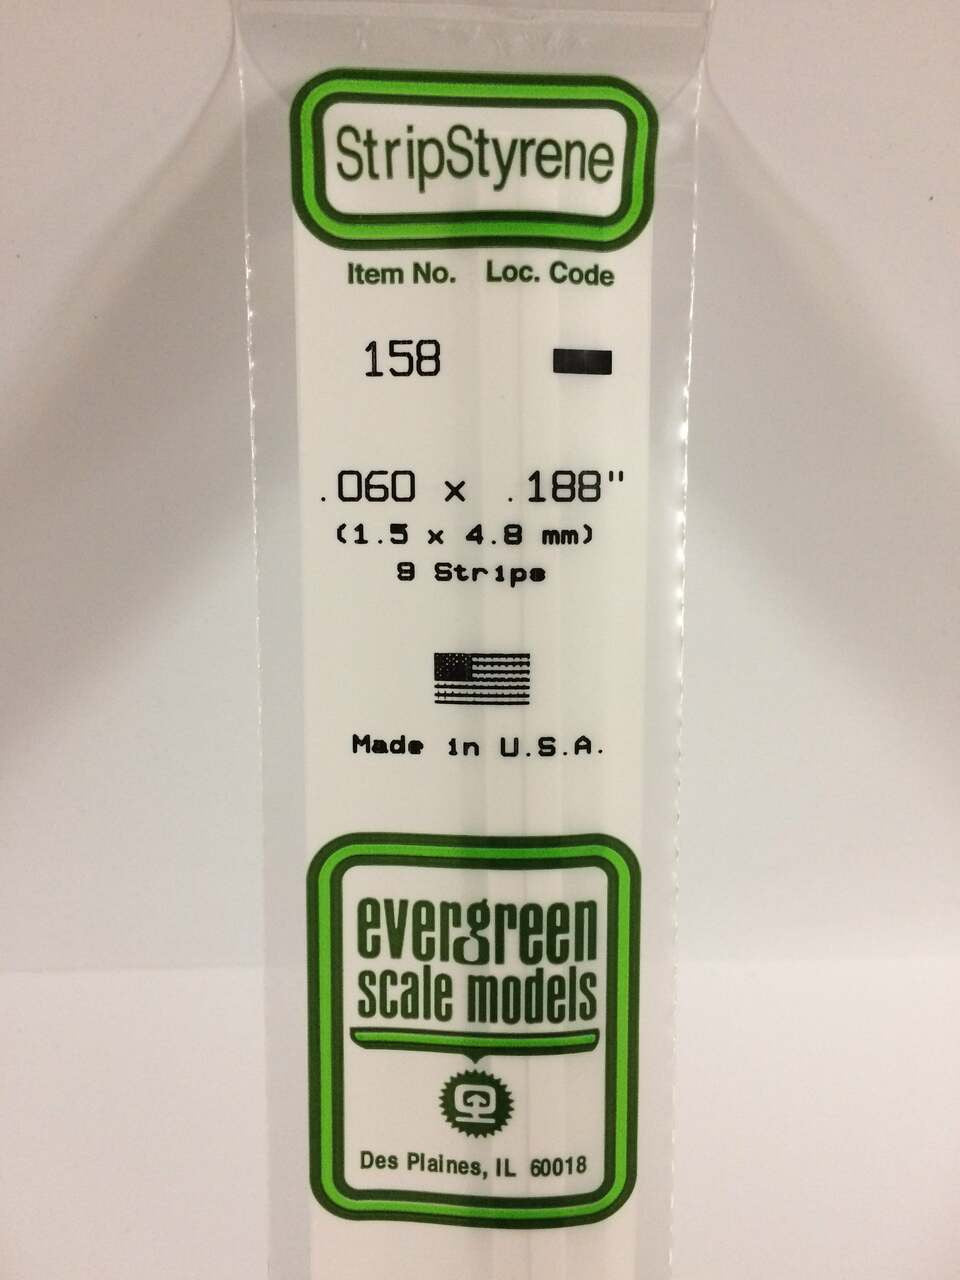 StripStyrene
Item No. Loc. Code
158
.060 x .188"
(1.5 x 4.8 mm)
9 Strips
Made in U.S.A.
evergreen
scale models
Des Plaines, IL 60018